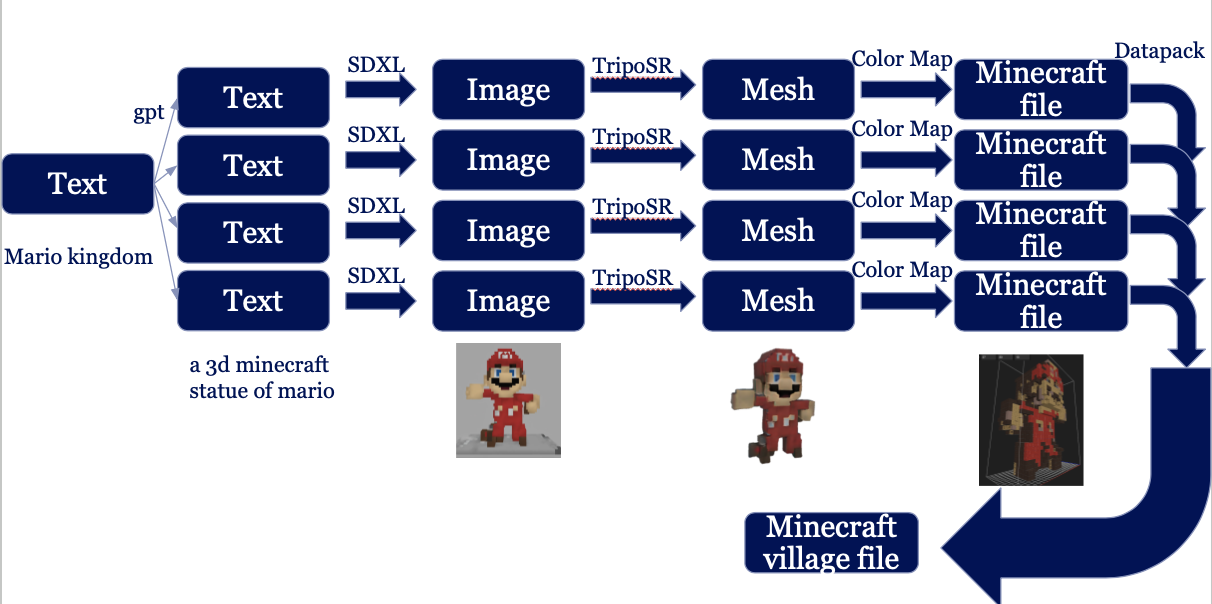 Datapack
SDXL
TripoSR
Color Map
Text
Image
Mesh
Minecraft
file
gpt
SDXL
TripoSR
Color Map
Text
Image
Mesh
Minecraft
file
Text
SDXL
TripoSR
Color Map
Text
Image
Mesh
Minecraft
file
Mario kingdom
SDXL
TripoSR
Color Map
Text
Image
Mesh
Minecraft
file
a 3d minecraft
statue of mario
Minecraft
village file